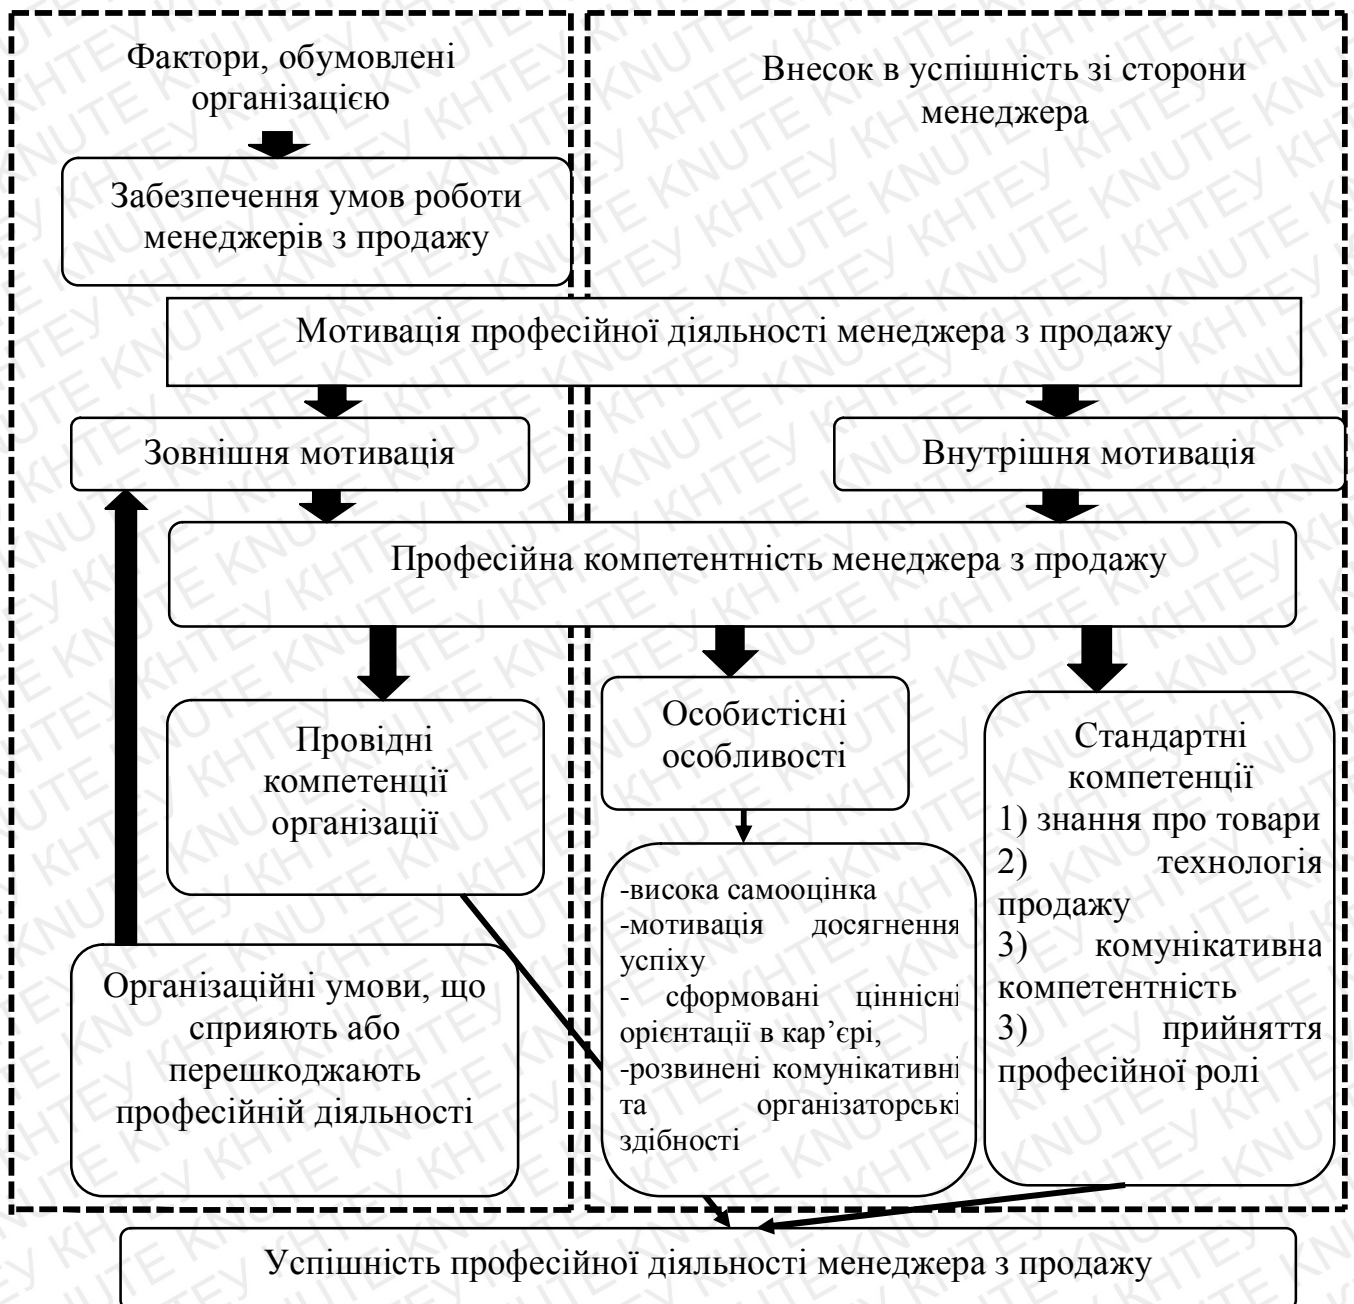 Фактори, обумовлені
організацією
Внесок в успішність зі сторони
менеджера
Забезпечення умов роботи
менеджерів з продажу
Мотивація професійної діяльності менеджера з продажу
Зовнішня мотивація
Внутрішня мотивація
Професійна компетентність менеджера з продажу
Провідні
компетенції
організації
Особистісні
особливості
Стандартні
компетенції
1) знання про товари
2) технологія
продажу
3) комунікативна
компетентність
3) прийняття
професійної ролі
-висока самооцінка
-мотивація досягнення
успіху
- сформовані ціннісні
орієнтації в кар’єрі,
-розвинені комунікативні
та організаторські
здібності
Організаційні умови, що
сприяють або
перешкоджають
професійній діяльності
Успішність професійної діяльності менеджера з продажу